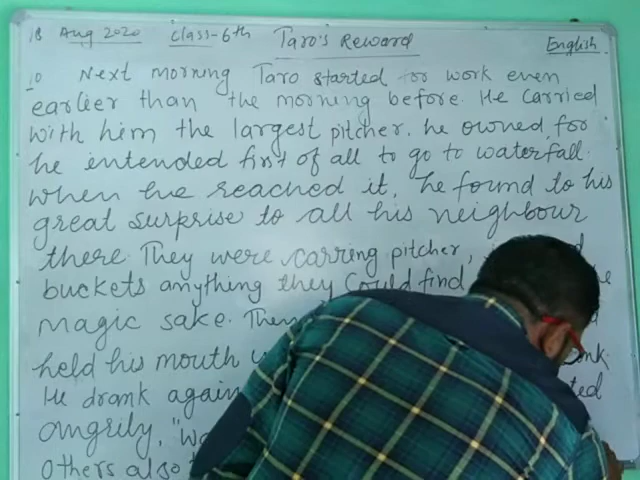 18 Aug 2020 Class-6th Taro's Reward English
10 Next morning Taro started for work even
earlier than the morning before. He carried
with him the largest pitcher. he owned, for
he intended first of all to go to waterfall.
when he reached it, he found to his
great surprise to all his neighbour
there. They were carring pitcher,
buckets anything they Could find
magic sake. Then
held his mouth
He drank again
angrily, "Wa
Others also